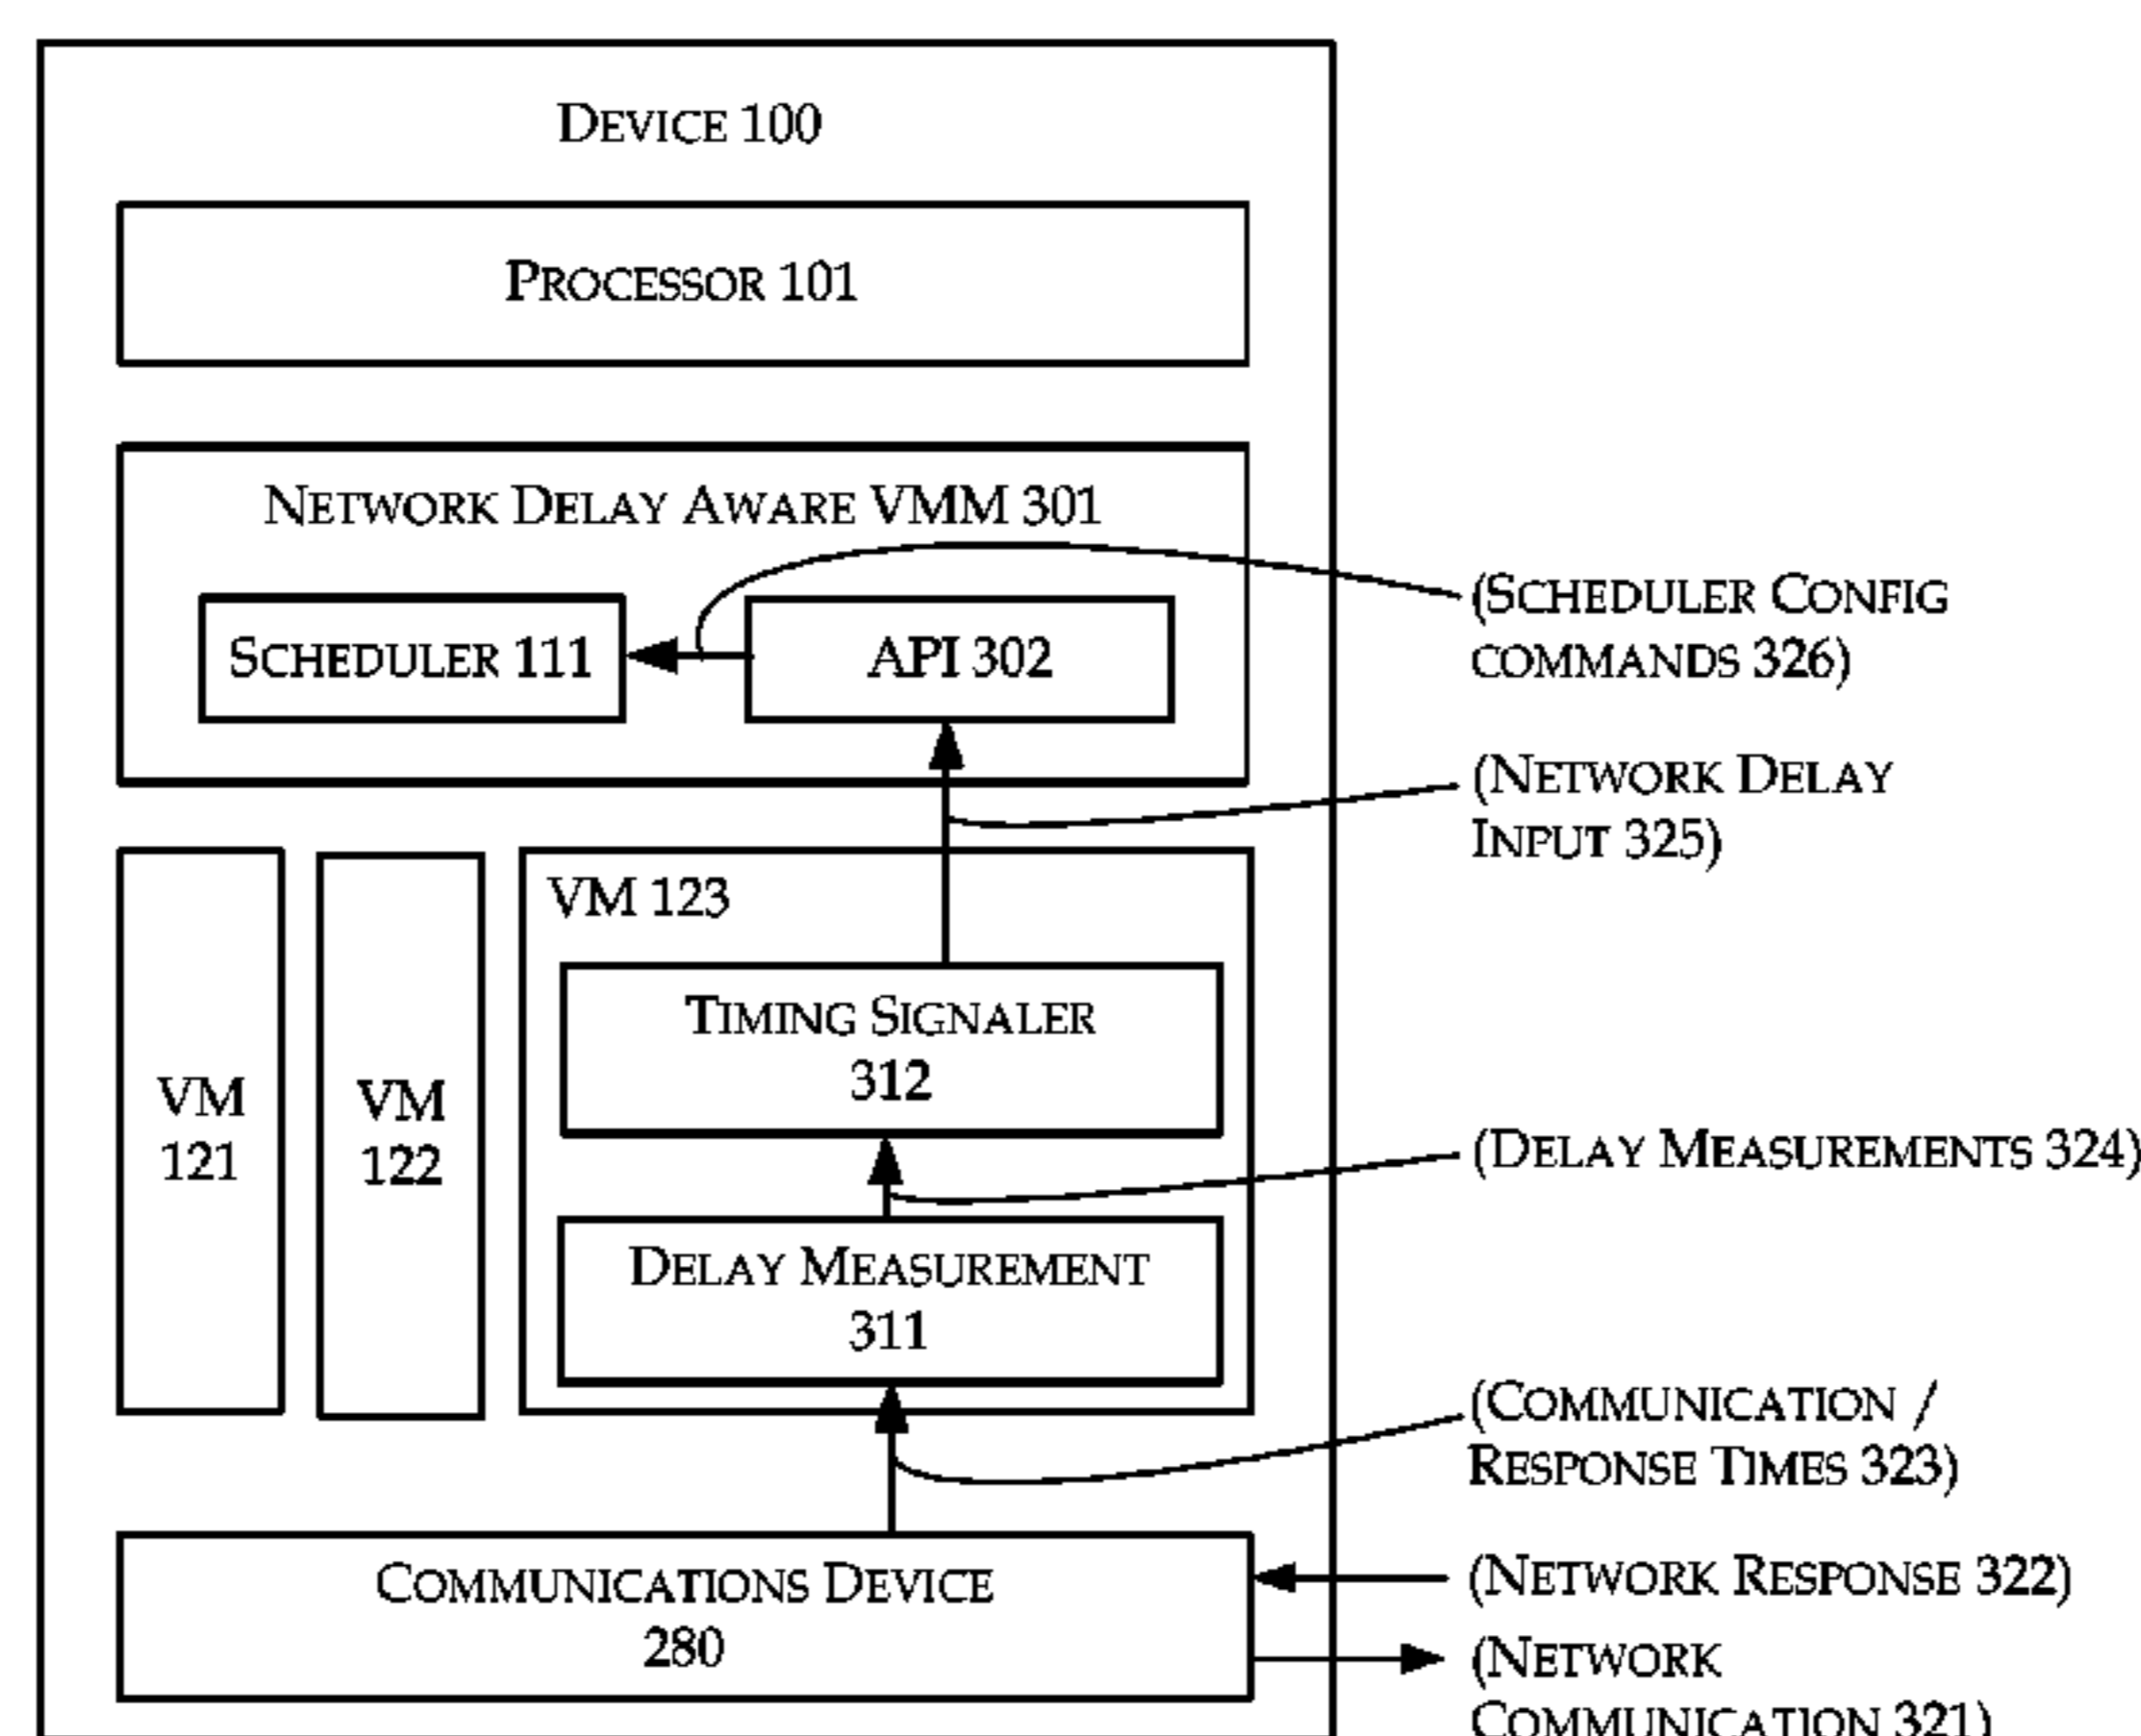 DEVICE 100
PROCESSOR 101
NETWORK DELAY AWARE VMM 301
SCHEDULER 111
API 302
(SCHEDULER CONFIG
COMMANDS 326)
(NETWORK DELAY
INPUT 325)
VM
121
VM
122
VM 123
TIMING SIGNALER
312
(DELAY MEASUREMENTS 324)
DELAY MEASUREMENT
311
(COMMUNICATION /
RESPONSE TIMES 323)
COMMUNICATIONS DEVICE
280
(NETWORK RESPONSE 322)
(NETWORK
COMMUNICATION 321)